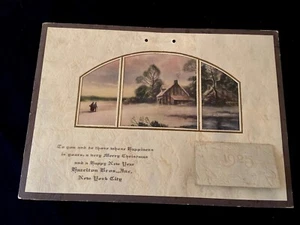 To you and to those whose Happiness
is yours, a very Merry Christmas
and a Happy New Year
Hamilton Bros., Inc.
New York City